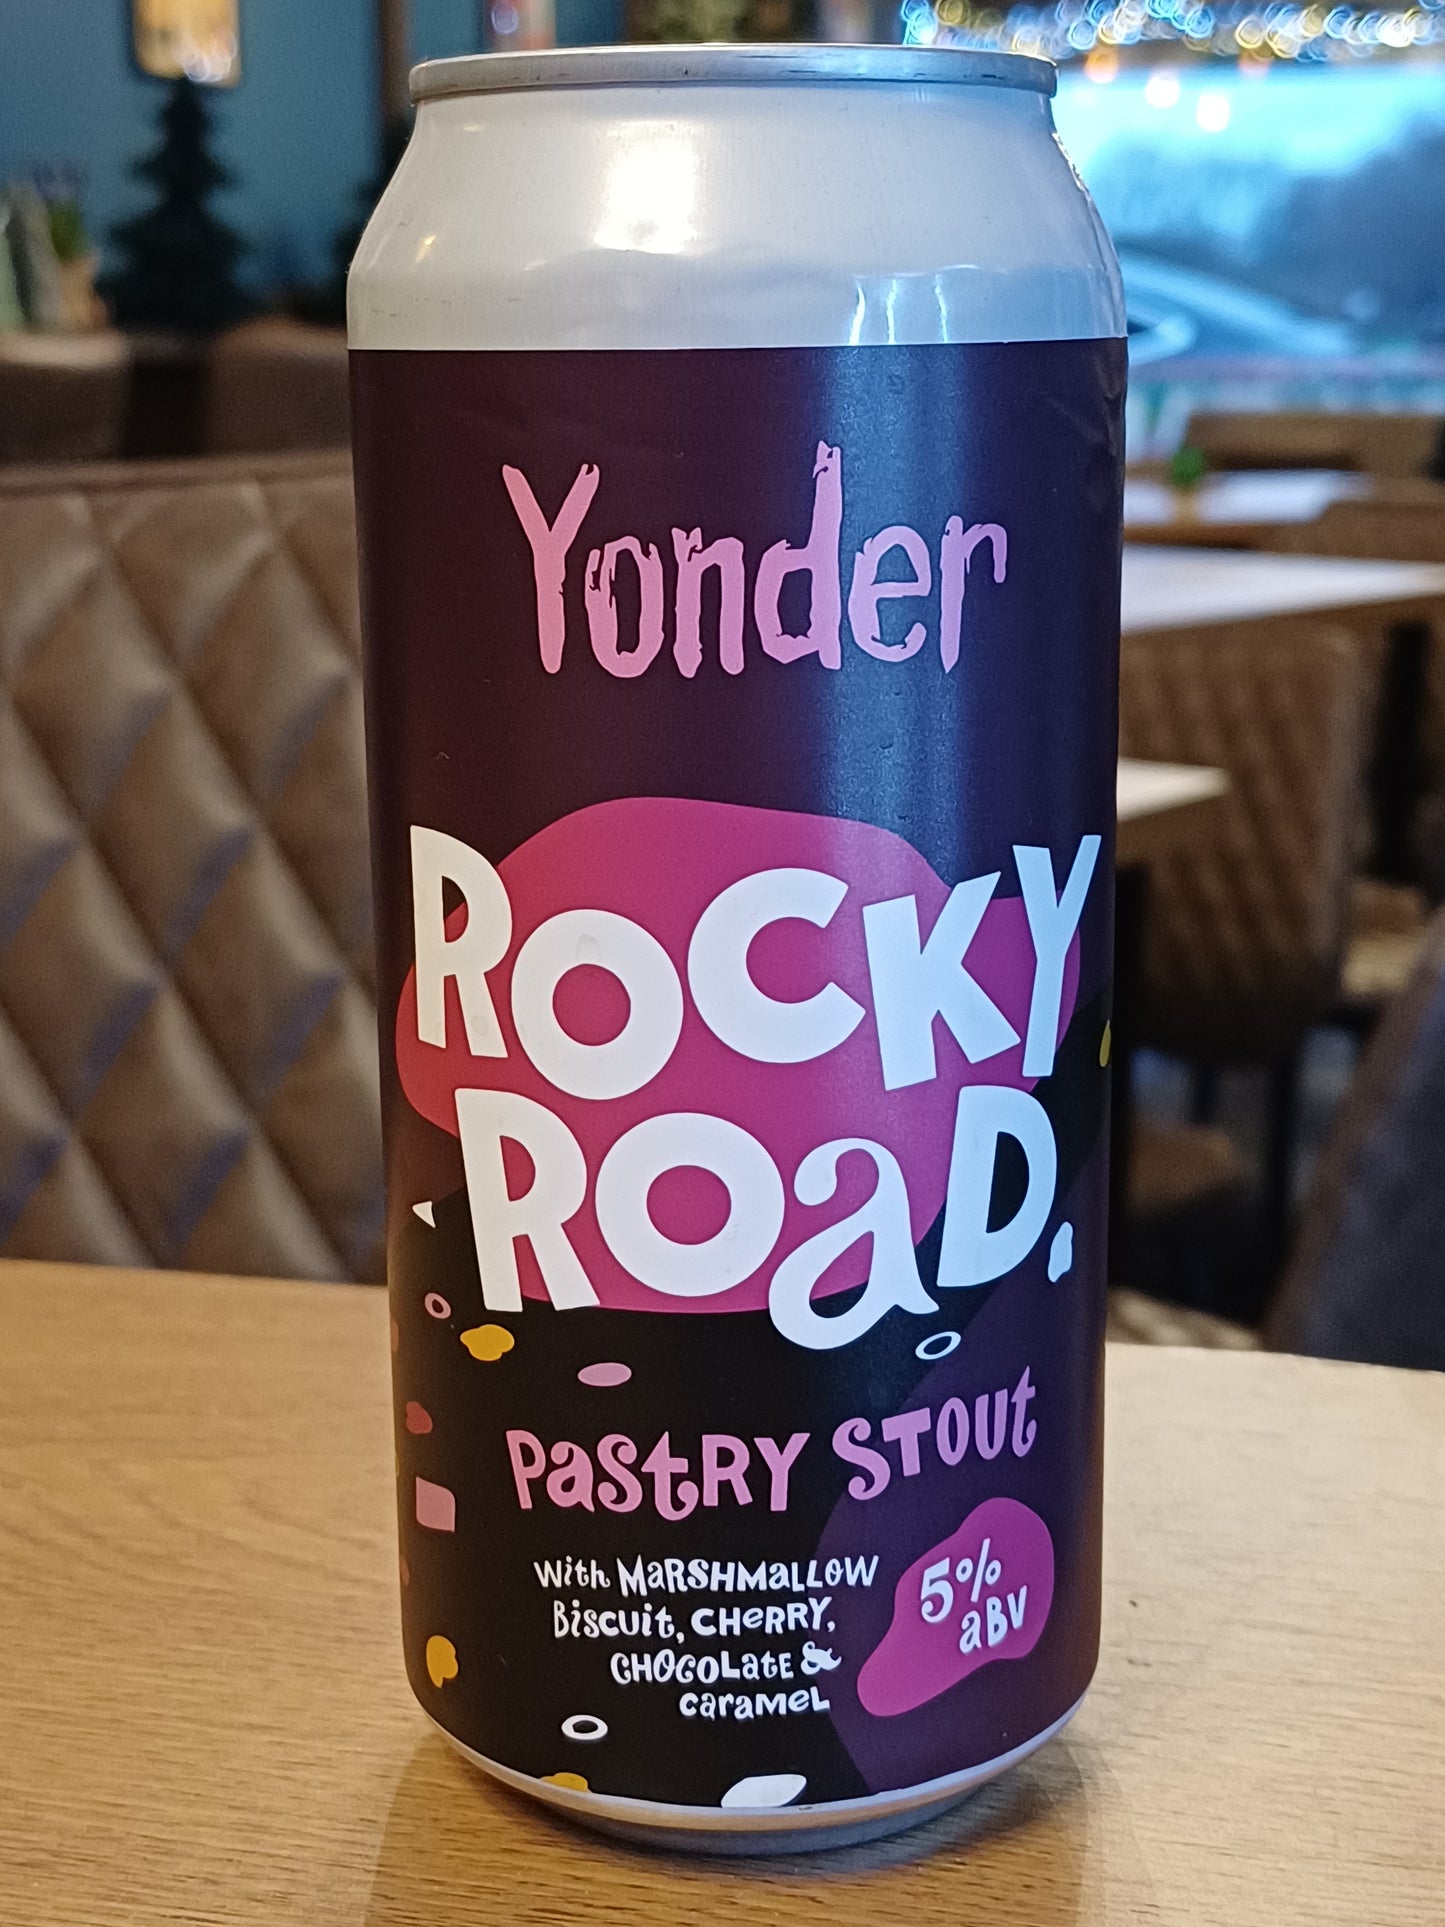 Yonder
ROCKY
ROaD.
PaStRY StOUt
With MaRSHMaLLOW
BiSCUit, CHeRRY,
CHOCOLatE &
CaRaMeL
5%
aBV